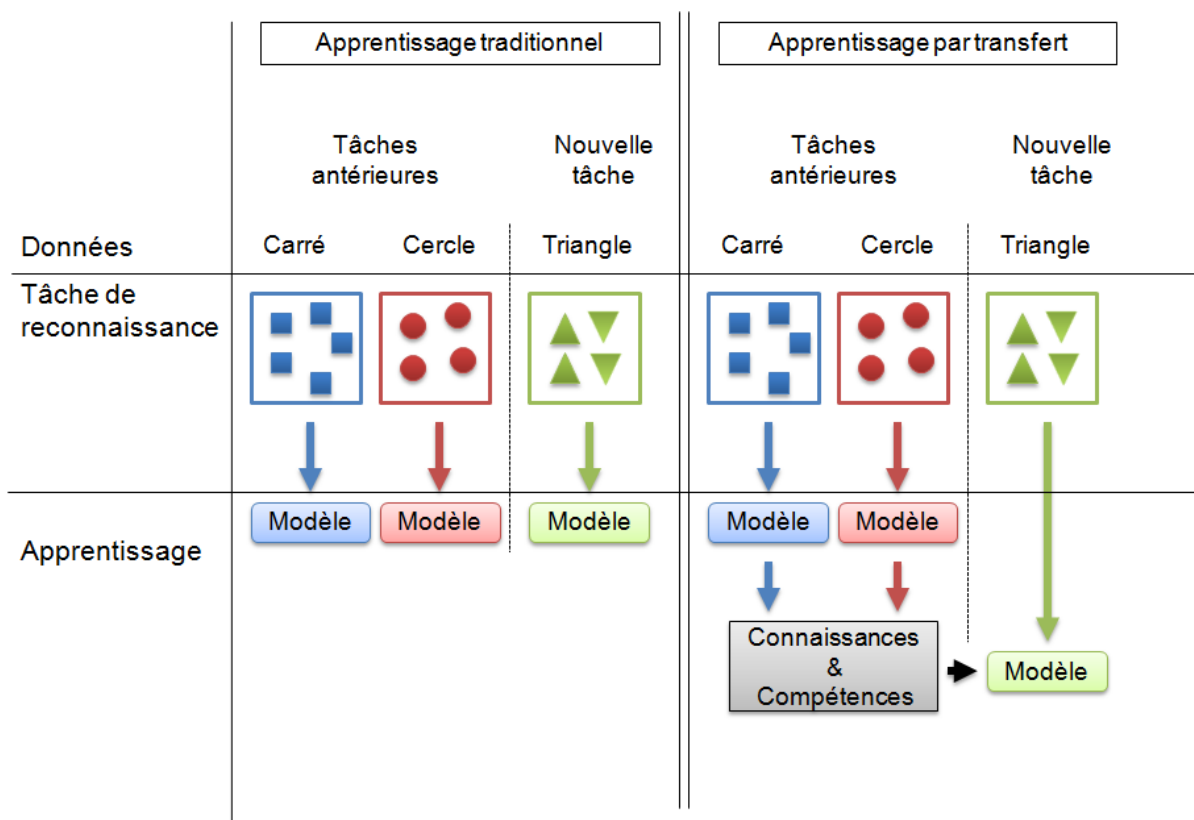 Apprentissage traditionnel
Apprentissage par transfert
Tâches
antérieures
Nouvelle
tâche
Tâches
antérieures
Nouvelle
tâche
Données
Carré
Cercle
Triangle
Carré
Cercle
Triangle
Tâche de
reconnaissance
Apprentissage
Modèle
Modèle
Modèle
Modèle
Modèle
Connaissances
&
Compétences
Modèle